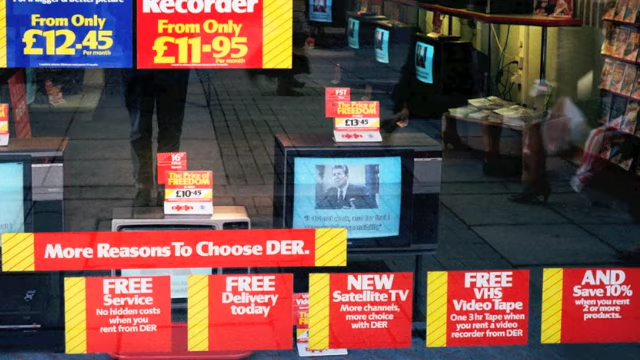 From Only
£12·45
Per month
Recorder
From Only
£11·95
Per month
PST
The Price of
FREEDOM
£13·45
16"
The Price of
FREEDOM
£10·45
More Reasons To Choose DER.
FREE
Service
No hidden costs
when you
rent from DER
FREE
Delivery
today
NEW
Satellite TV
More channels,
more choice
with DER
FREE
VHS
Video Tape
One 3 hr Tape when
you rent a video
recorder from DER
AND
Save 10%
when you rent
2 or more
products.